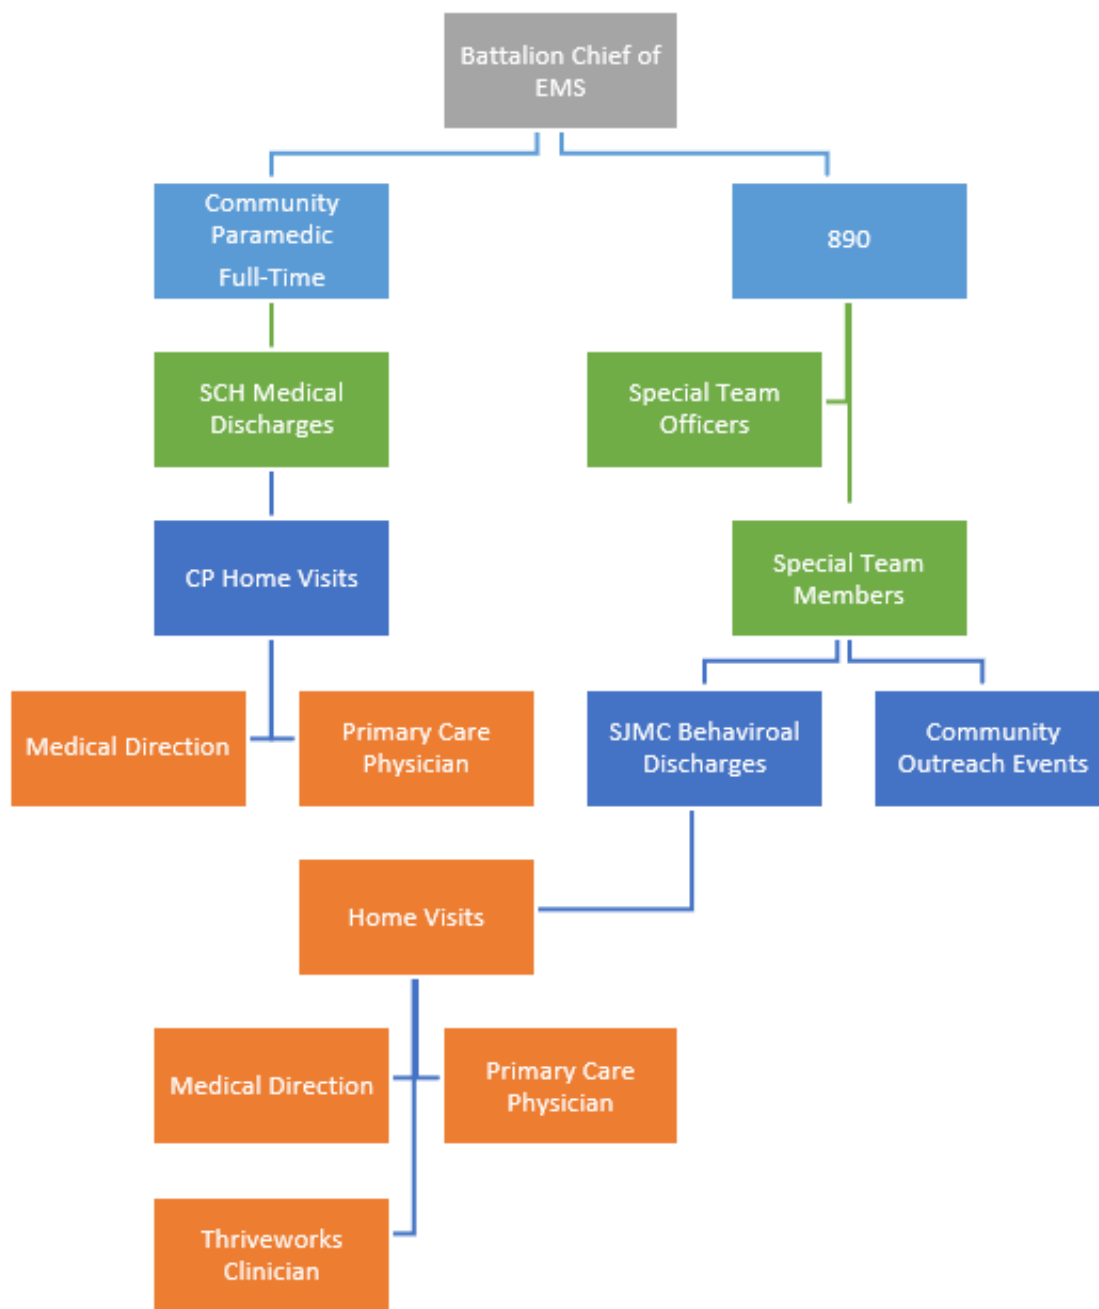 Battalion Chief of
EMS
Community
Paramedic
Full-Time
890
SCH Medical
Discharges
Special Team
Officers
CP Home Visits
Special Team
Members
Medical Direction
Primary Care
Physician
SJMC Behaviroal
Discharges
Community
Outreach Events
Home Visits
Medical Direction
Primary Care
Physician
Thriveworks
Clinician